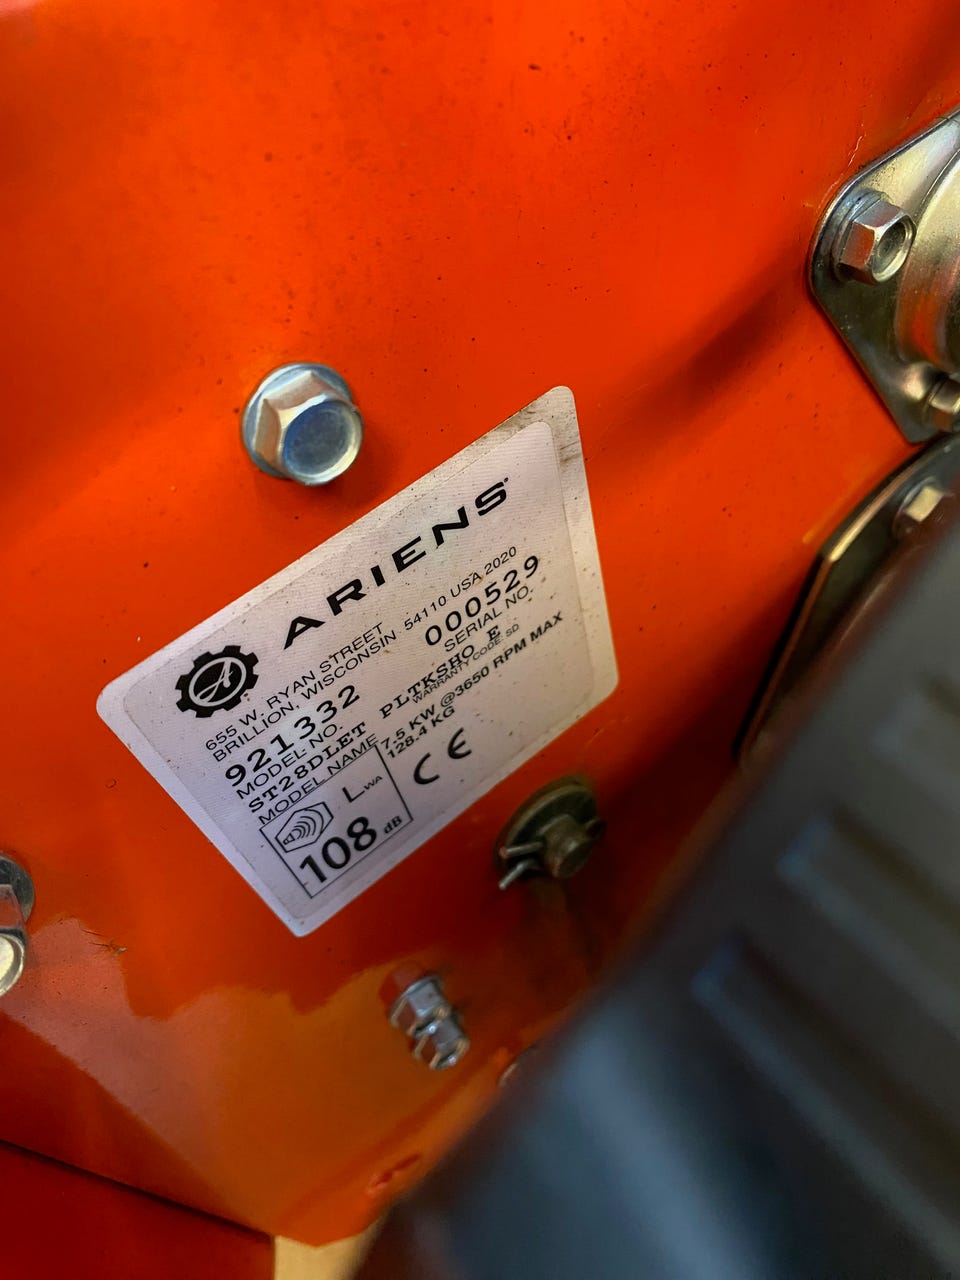 ARIENS
655 W. RYAN STREET
BRILLION, WISCONSIN 54110 USA 2020
921332 000529
MODEL NO. SERIAL NO.
ST28DLET PLTKSHO E
MODEL NAME WARRANTY CODE: SD
7.5 KW @3650 RPM MAX
128.4 KG
LWA
108 dB
CE